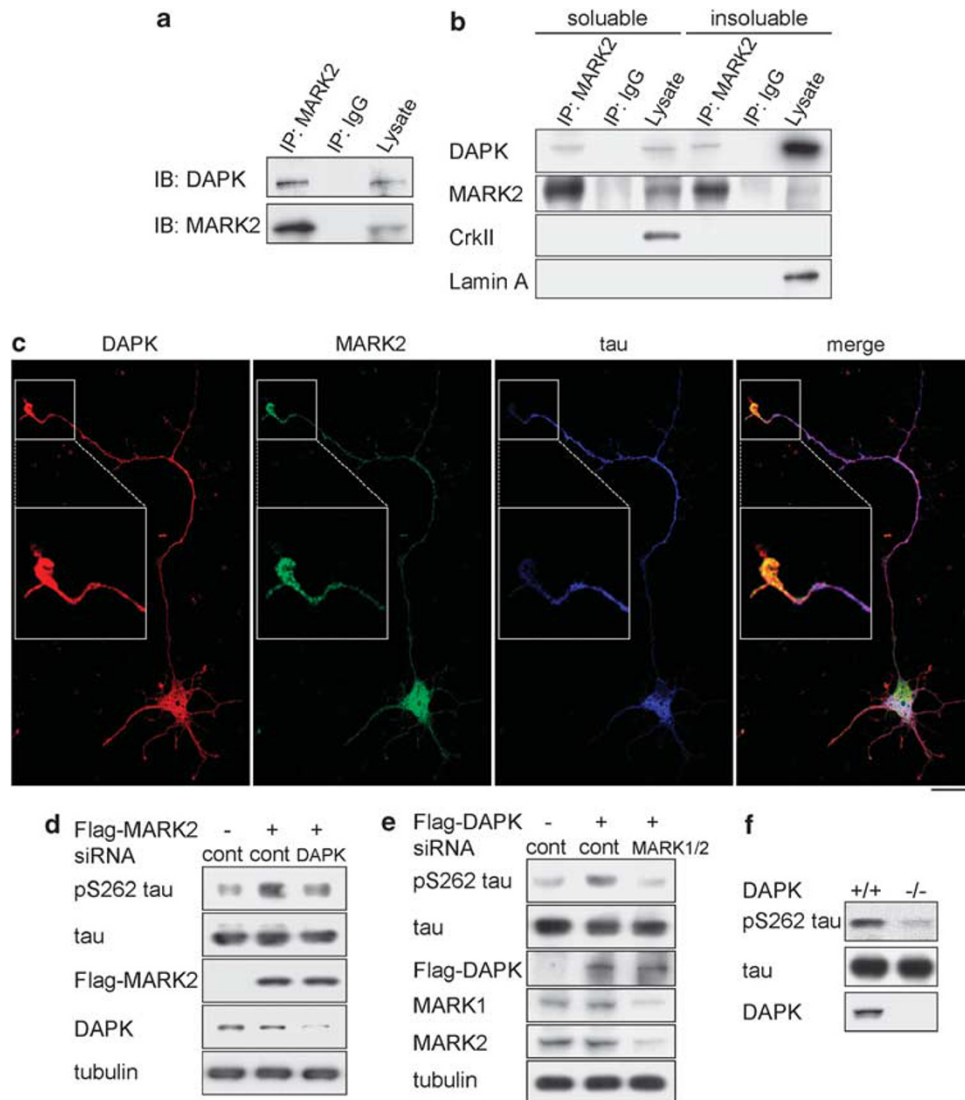 a
IP: MARK2
IP: IgG
Lysate
IB: DAPK
IB: MARK2
b
soluable insoluable
IP: MARK2
IP: IgG
Lysate
IP: MARK2
IP: IgG
Lysate
DAPK
MARK2
CrkII
Lamin A
c
DAPK MARK2 tau merge
d
Flag-MARK2 - + +
siRNA cont cont DAPK
pS262 tau
tau
Flag-MARK2
DAPK
tubulin
e
Flag-DAPK - + +
siRNA cont cont MARK1/2
pS262 tau
tau
Flag-DAPK
MARK1
MARK2
tubulin
f
DAPK +/+ -/-
pS262 tau
tau
DAPK